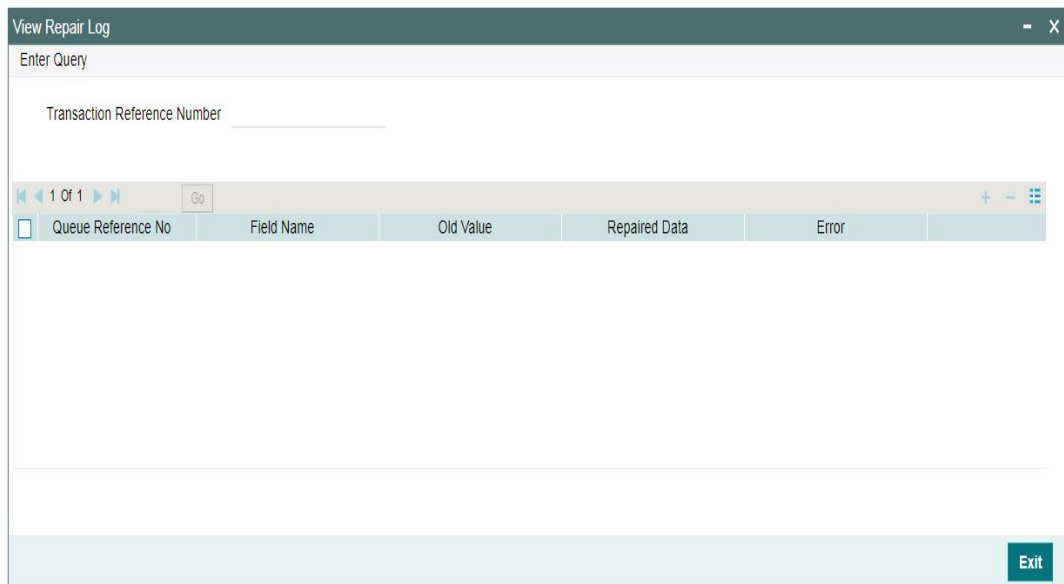 View Repair Log - X
Enter Query
Transaction Reference Number
1 Of 1 Go + -
Queue Reference No Field Name Old Value Repaired Data Error
Exit